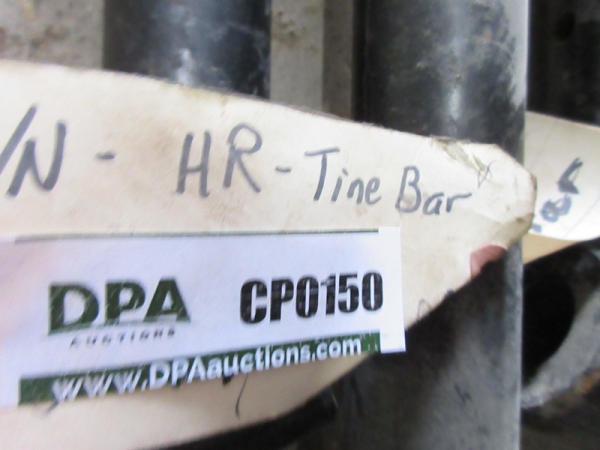 /N - HR - Tine Bar
DPA CP0150
AUCTIONS
www.DPAauctions.com